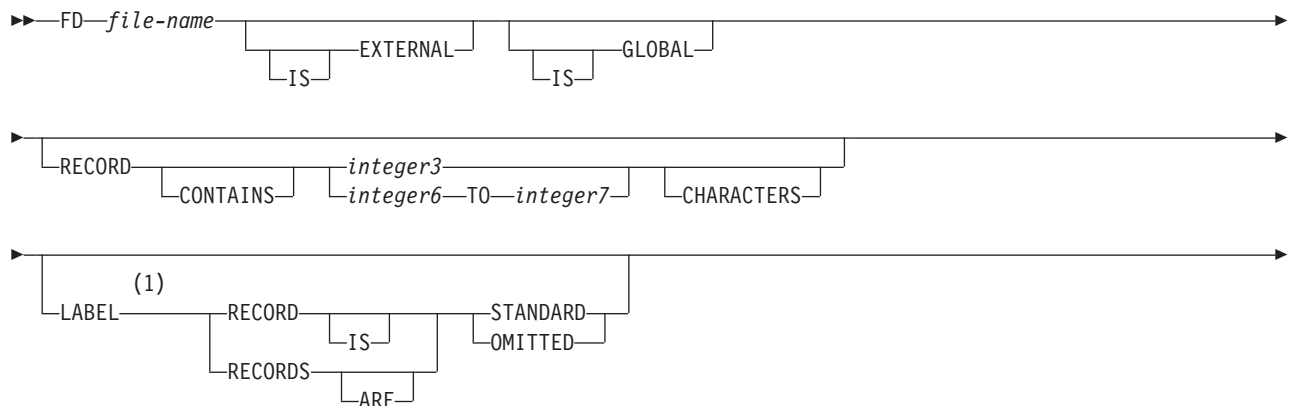 FD file-name EXTERNAL GLOBAL
IS IS
RECORD integer3
CONTAINS integer6 TO integer7 CHARACTERS
(1)
LABEL RECORD STANDARD
IS OMITTED
RECORDS
ARE